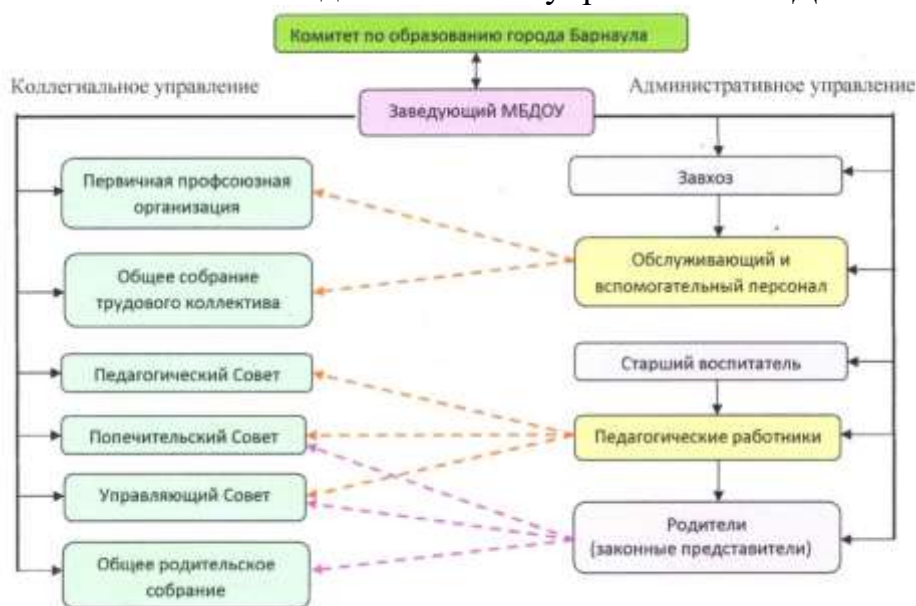 Комитет по образованию города Барнаула
Коллегиальное управление
Административное управление
Заведующий МБДОУ
Первичная профсоюзная
организация
Завхоз
Общее собрание
трудового коллектива
Обслуживающий и
вспомогательный персонал
Педагогический Совет
Старший воспитатель
Попечительский Совет
Педагогические работники
Управляющий Совет
Родители
(законные представители)
Общее родительское
собрание